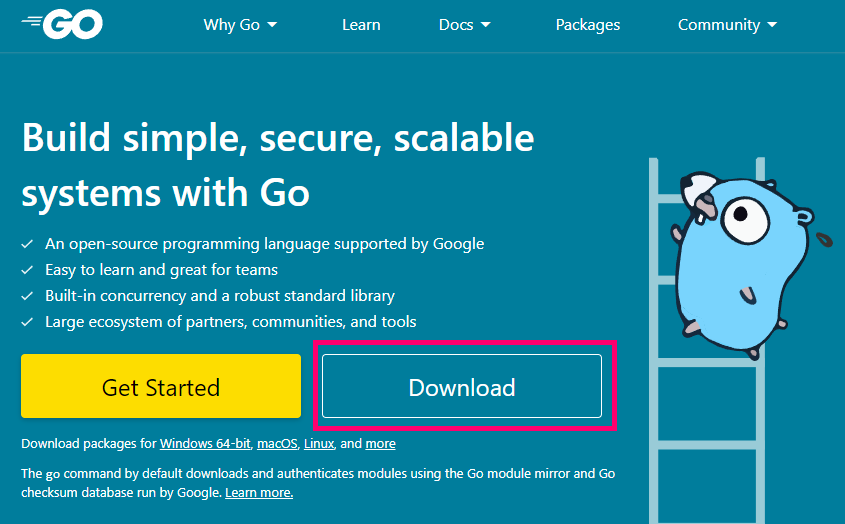 GO
Why Go
Learn
Docs
Packages
Community
Build simple, secure, scalable
systems with Go
An open-source programming language supported by Google
Easy to learn and great for teams
Built-in concurrency and a robust standard library
Large ecosystem of partners, communities, and tools
Get Started
Download
Download packages for Windows 64-bit, macOS, Linux, and more
The go command by default downloads and authenticates modules using the Go module mirror and Go
checksum database run by Google. Learn more.